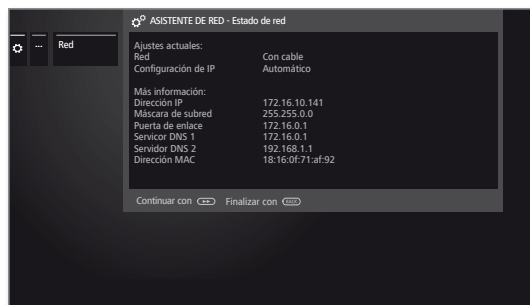 ASISTENTE DE RED - Estado de red
... Red
Ajustes actuales:
Red Con cable
Configuración de IP Automático
Más información:
Dirección IP 172.16.10.141
Máscara de subred 255.255.0.0
Puerta de enlace 172.16.0.1
Servicor DNS 1 172.16.0.1
Servidor DNS 2 192.168.1.1
Dirección MAC 18:16:0f:71:af:92
Continuar con Finalizar con BACK